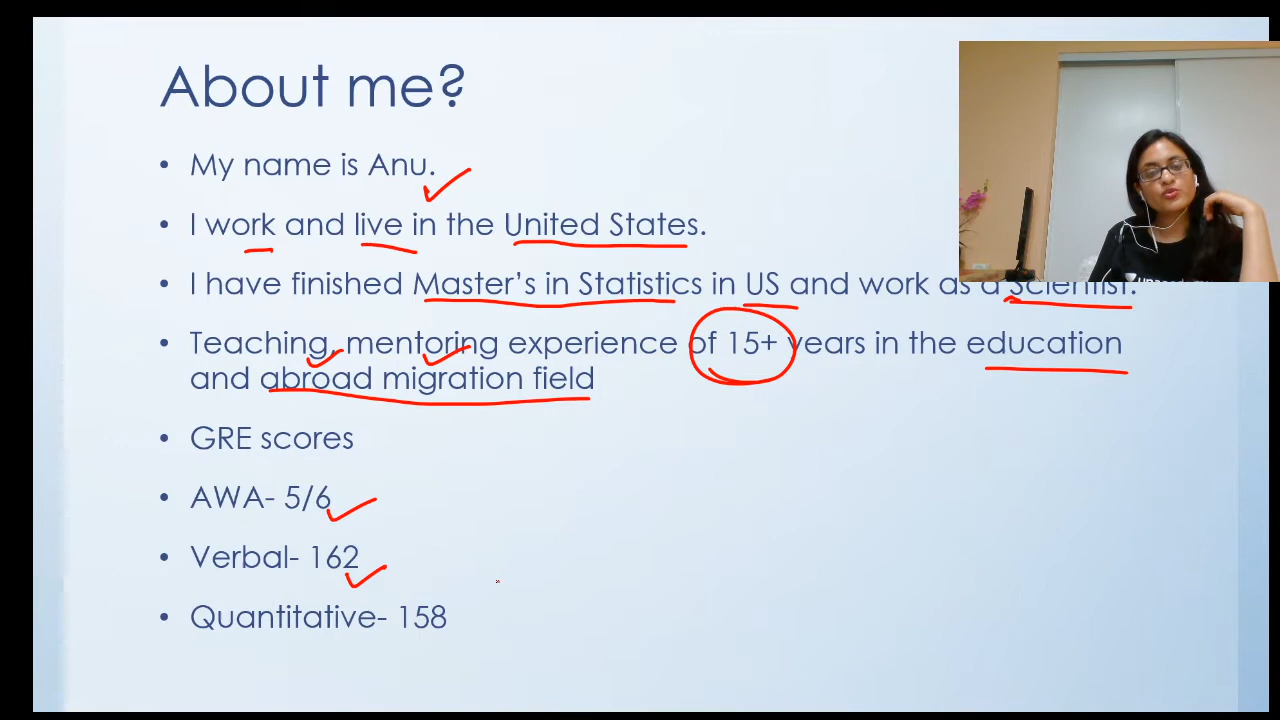 About me?
• My name is Anu.
• I work and live in the United States.
• I have finished Master's in Statistics in US and work as a Scientist.
• Teaching, mentoring experience of 15+ years in the education
and abroad migration field
• GRE scores
• AWA- 5/6
• Verbal- 162
• Quantitative- 158